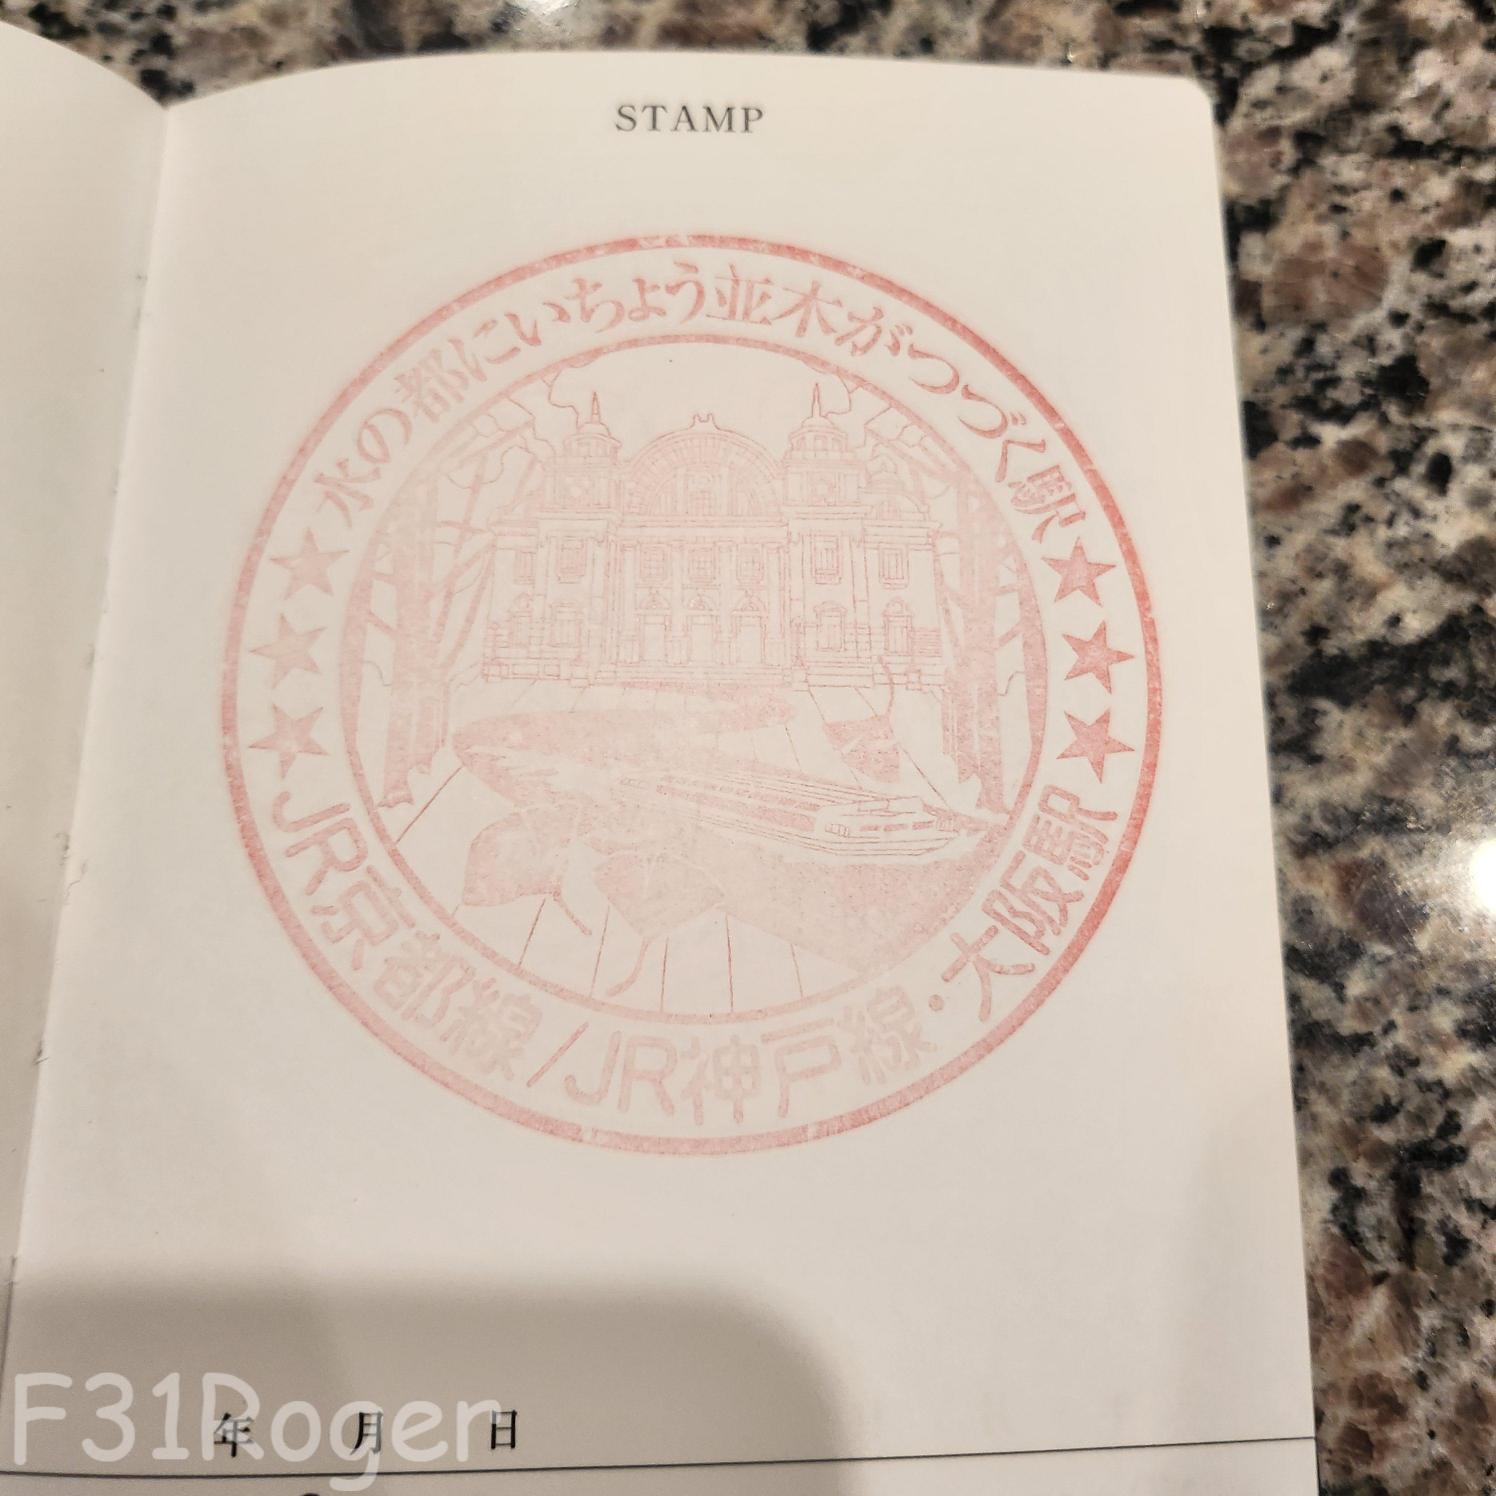 STAMP
水の都にいちょう並木がつづく駅
★★★ ★★★
JR京都線/JR神戸線・大阪駅
年 月 日
F31Roger